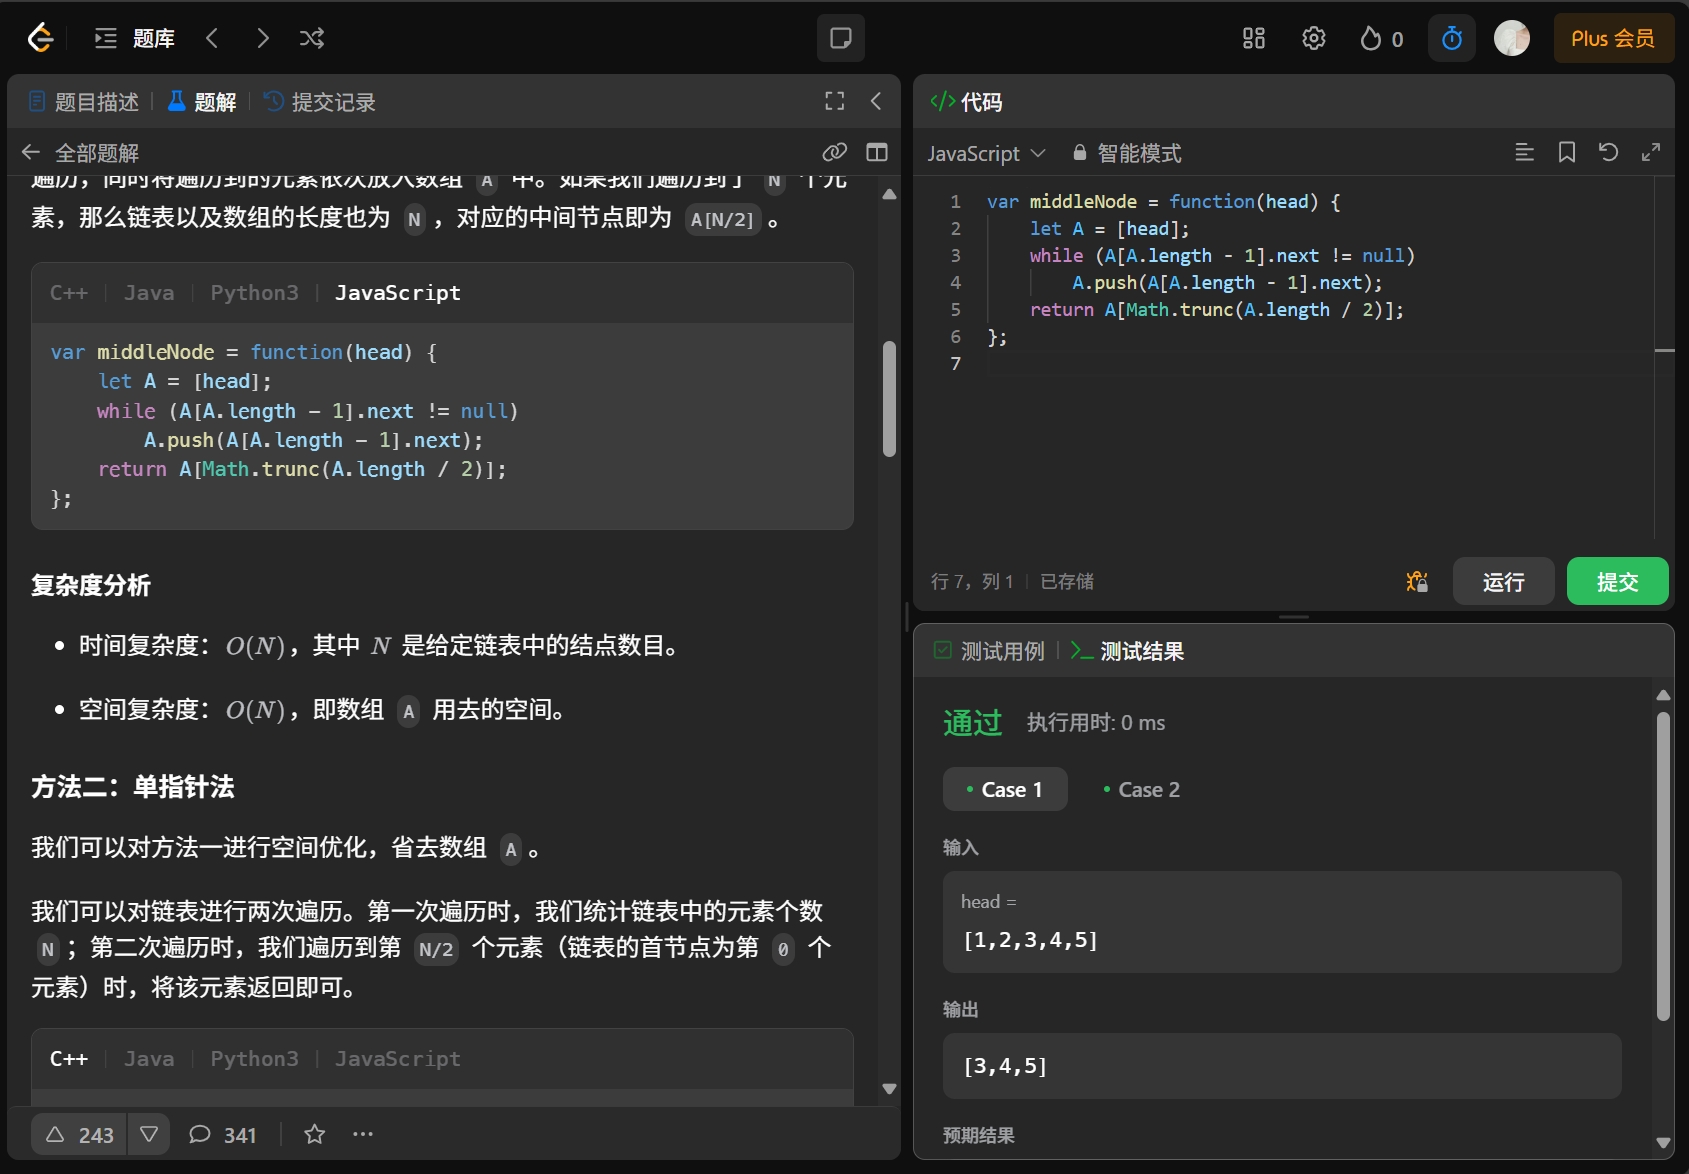 题库
0
Plus 会员
题目描述
题解
提交记录
全部题解
遍历，同时将遍历到的元素依次放入数组 A 中。如果我们遍历到了 N 个元
素，那么链表以及数组的长度也为 N ，对应的中间节点即为 A[N/2] 。
C++ Java Python3 JavaScript
var middleNode = function(head) {
    let A = [head];
    while (A[A.length - 1].next != null)
        A.push(A[A.length - 1].next);
    return A[Math.trunc(A.length / 2)];
};
复杂度分析
• 时间复杂度：O(N)，其中 N 是给定链表中的结点数目。
• 空间复杂度：O(N)，即数组 A 用去的空间。
方法二：单指针法
我们可以对方法一进行空间优化，省去数组 A 。
我们可以对链表进行两次遍历。第一次遍历时，我们统计链表中的元素个数
N ；第二次遍历时，我们遍历到第 N/2 个元素（链表的首节点为第 0 个
元素）时，将该元素返回即可。
C++ Java Python3 JavaScript
243
341
</> 代码
JavaScript
智能模式
1 var middleNode = function(head) {
2     let A = [head];
3     while (A[A.length - 1].next != null)
4         A.push(A[A.length - 1].next);
5     return A[Math.trunc(A.length / 2)];
6 };
7
行 7，列 1
已存储
运行
提交
测试用例
测试结果
通过
执行用时: 0 ms
• Case 1
• Case 2
输入
head =
[1,2,3,4,5]
输出
[3,4,5]
预期结果